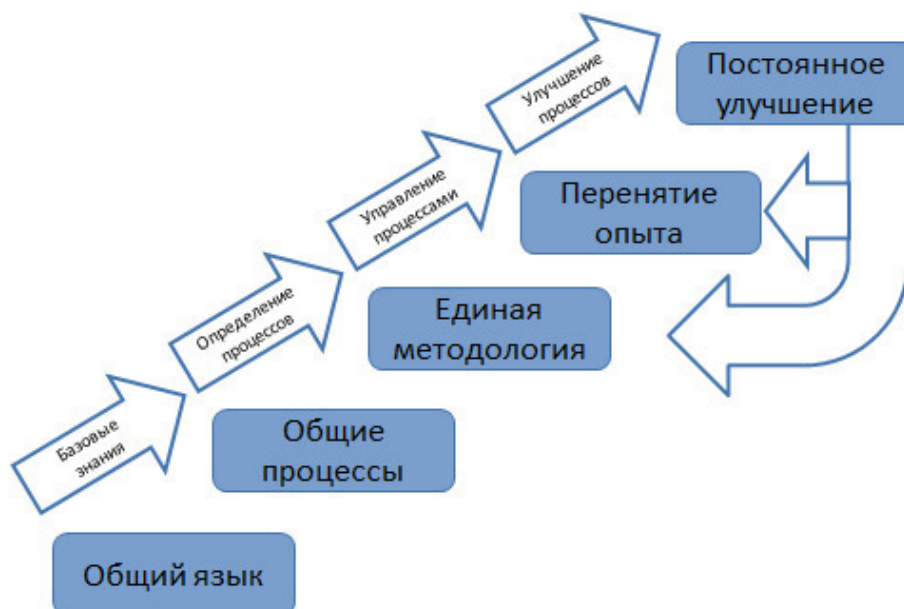 Улучшение
процессов
Постоянное
улучшение
Управление
процессами
Перенятие
опыта
Определение
процессов
Единая
методология
Базовые
знания
Общие
процессы
Общий язык